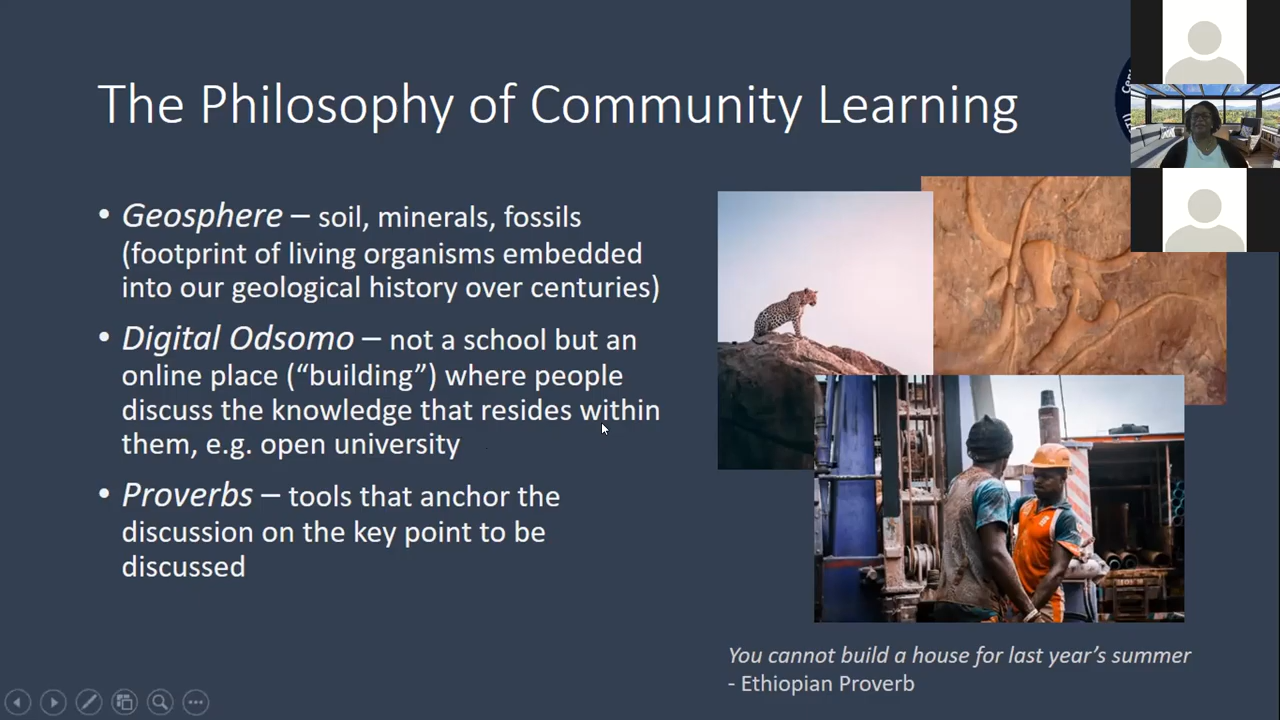 The Philosophy of Community Learning
• Geosphere – soil, minerals, fossils
(footprint of living organisms embedded
into our geological history over centuries)
• Digital Odsomo – not a school but an
online place (“building”) where people
discuss the knowledge that resides within
them, e.g. open university
• Proverbs – tools that anchor the
discussion on the key point to be
discussed
You cannot build a house for last year’s summer
- Ethiopian Proverb